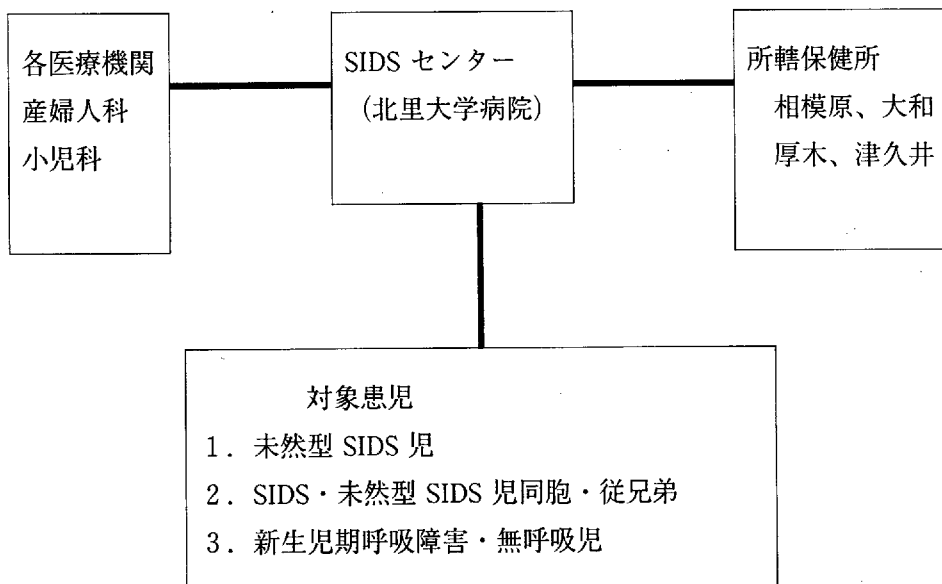 各医療機関
産婦人科
小児科
SIDS センター
（北里大学病院）
所轄保健所
相模原、大和
厚木、津久井
対象患児
1．未然型 SIDS 児
2．SIDS・未然型 SIDS 児同胞・従兄弟
3．新生児期呼吸障害・無呼吸児